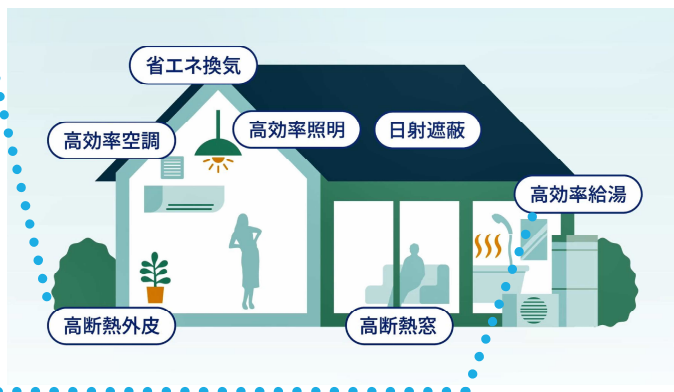 省エネ換気
高効率空調
高効率照明
日射遮蔽
高効率給湯
高断熱外皮
高断熱窓